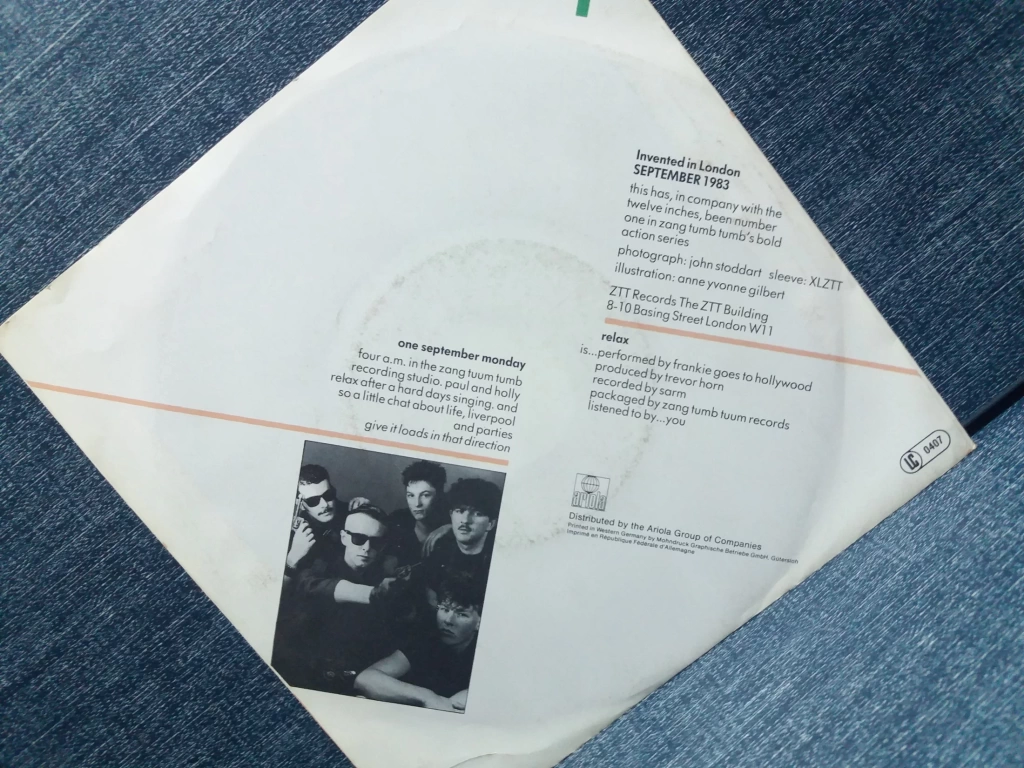 Invented in London
SEPTEMBER 1983
this has, in company with the
twelve inches, been number
one in zang tumb tumb's bold
action series
photograph: john stoddart sleeve: XLZTT
illustration: anne yvonne gilbert
ZTT Records The ZTT Building
8-10 Basing Street London W11
one september monday
four a.m. in the zang tuum tumb
recording studio. paul and holly
relax after a hard days singing. and
so a little chat about life, liverpool
and parties
give it loads in that direction
relax
is...performed by frankie goes to hollywood
produced by trevor horn
recorded by sarm
packaged by zang tumb tuum records
listened to by...you
LC 0407
ariola
Distributed by the Ariola Group of Companies
Printed in Western Germany by Mohndruck Graphische Betriebe GmbH, Gütersloh
Imprimé en République Fédérale d'Allemagne